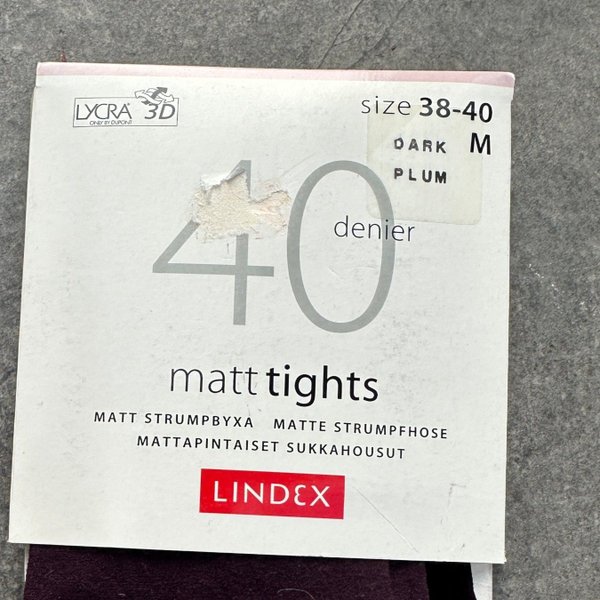 LYCRA 3D
ONLY BY DUPONT
size 38-40
DARK M
PLUM
40
denier
matt tights
MATT STRUMPBYXA MATTE STRUMPFHOSE
MATTAPINTAISET SUKKAHOUSUT
LINDEX